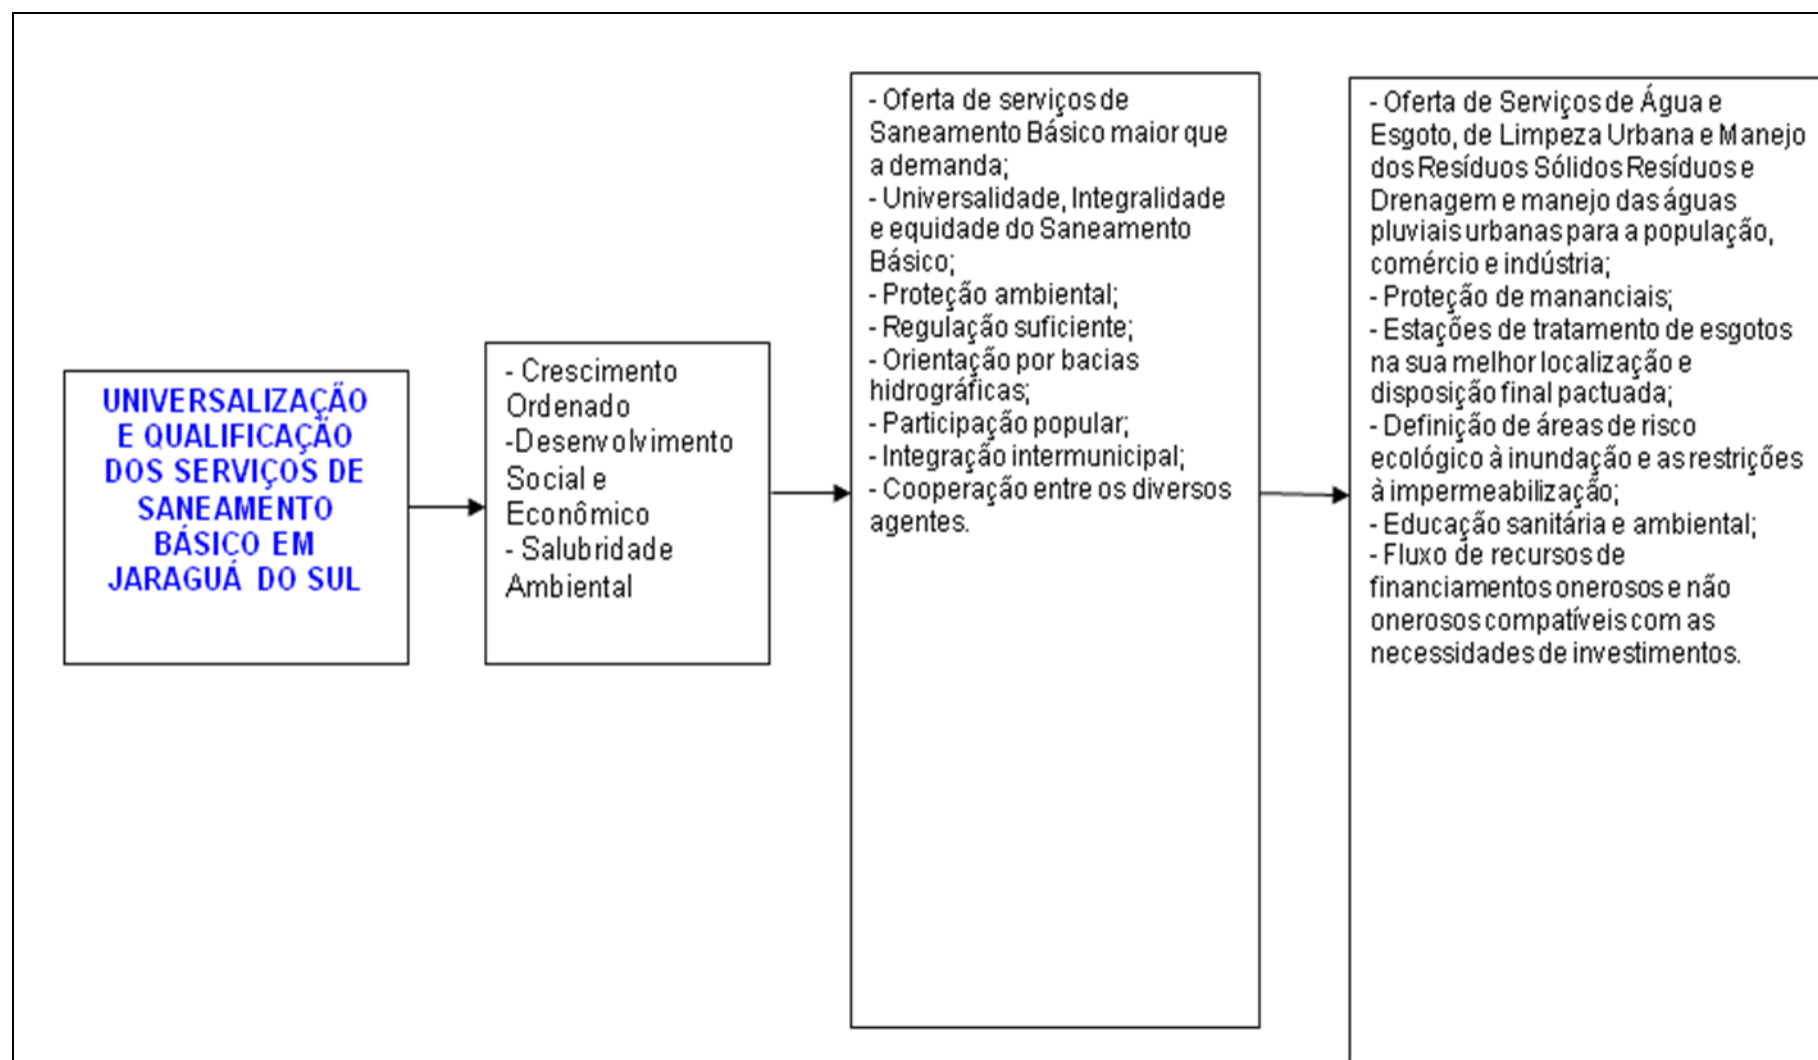 UNIVERSALIZAÇÃO
E QUALIFICAÇÃO
DOS SERVIÇOS DE
SANEAMENTO
BÁSICO EM
JARAGUÁ DO SUL
- Crescimento
Ordenado
-Desenvolvimento
Social e
Econômico
- Salubridade
Ambiental
- Oferta de serviços de
Saneamento Básico maior que
a demanda;
- Universalidade, Integralidade
e equidade do Saneamento
Básico;
- Proteção ambiental;
- Regulação suficiente;
- Orientação por bacias
hidrográficas;
- Participação popular;
- Integração intermunicipal;
- Cooperação entre os diversos
agentes.
- Oferta de Serviços de Água e
Esgoto, de Limpeza Urbana e Manejo
dos Resíduos Sólidos Resíduos e
Drenagem e manejo das águas
pluviais urbanas para a população,
comércio e indústria;
- Proteção de mananciais;
- Estações de tratamento de esgotos
na sua melhor localização e
disposição final pactuada;
- Definição de áreas de risco
ecológico à inundação e as restrições
à impermeabilização;
- Educação sanitária e ambiental;
- Fluxo de recursos de
financiamentos onerosos e não
onerosos compatíveis com as
necessidades de investimentos.